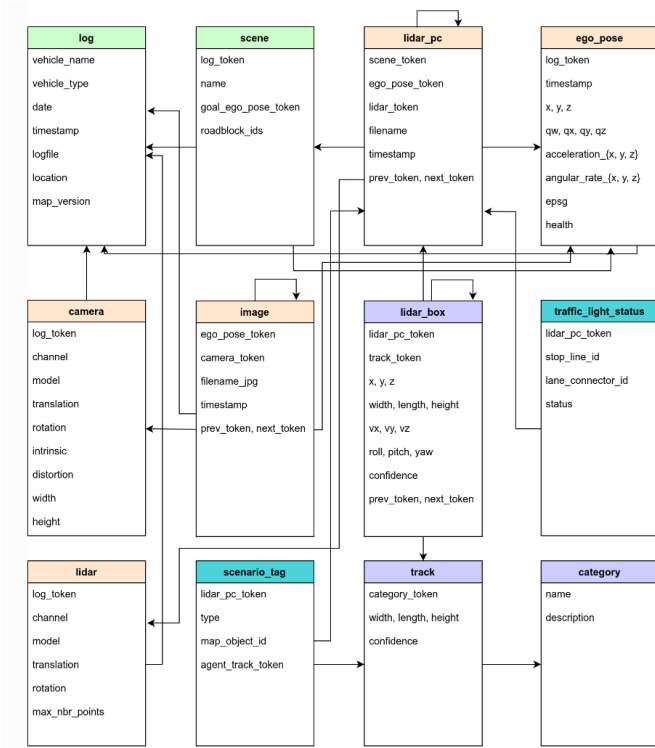 log
vehicle_name
vehicle_type
date
timestamp
logfile
location
map_version
scene
log_token
name
goal_ego_pose_token
roadblock_ids
lidar_pc
scene_token
ego_pose_token
lidar_token
filename
timestamp
prev_token, next_token
ego_pose
log_token
timestamp
x, y, z
qw, qx, qy, qz
acceleration_{x, y, z}
angular_rate_{x, y, z}
epsg
health
camera
log_token
channel
model
translation
rotation
intrinsic
distortion
width
height
image
ego_pose_token
camera_token
filename_jpg
timestamp
prev_token, next_token
lidar_box
lidar_pc_token
track_token
x, y, z
width, length, height
vx, vy, vz
roll, pitch, yaw
confidence
prev_token, next_token
traffic_light_status
lidar_pc_token
stop_line_id
lane_connector_id
status
lidar
log_token
channel
model
translation
rotation
max_nbr_points
scenario_tag
lidar_pc_token
type
map_object_id
agent_track_token
track
category_token
width, length, height
confidence
category
name
description